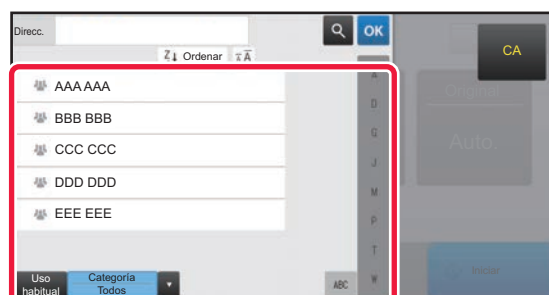 Direcc.
OK
CA
Ordenar
AAA AAA
BBB BBB
CCC CCC
DDD DDD
EEE EEE
A
D
G
J
M
P
T
W
Original
Auto.
Uso
habitual
Categoría
Todos
ABC
Iniciar